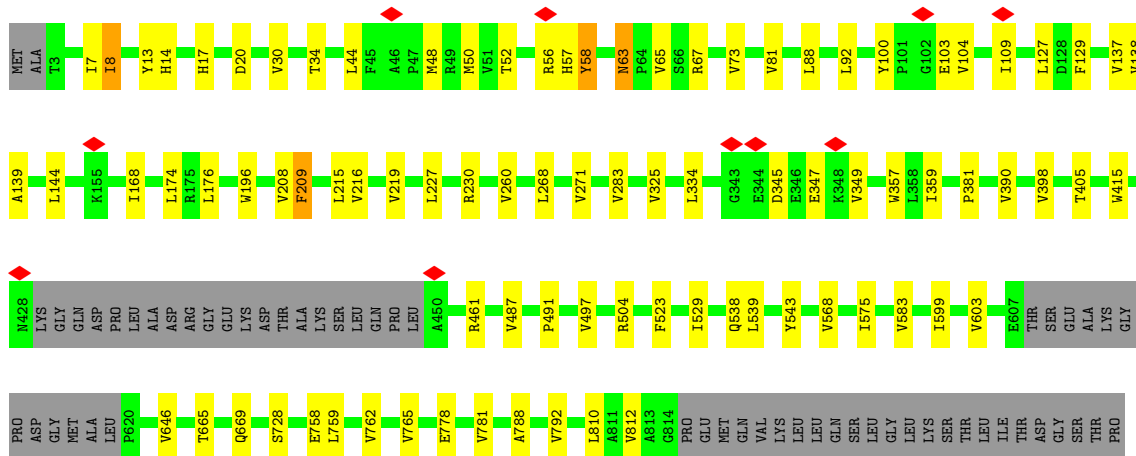 MET ALA T3 I7 I8 Y13 H14 H17 D20 V30 T34 L44 F45 A46 P47 M48 R49 M50 V51 T52 R56 H57 Y58 N63 P64 V65 S66 R67 V73 V81 L88 L92 Y100 P101 G102 E103 V104 I109 L127 D128 F129 V137 V138
A139 L144 K155 I168 L174 R175 L176 W196 V208 F209 L215 V216 V219 L227 R230 V260 L268 V271 V283 V325 L334 G343 E344 D345 E346 E347 K348 V349 W357 L358 I359 P381 V390 V398 T405 W415
N428 LYS GLY GLN ASP PRO LEU ALA ASP ARG GLY GLU LYS ASP THR ALA LYS SER LEU GLN PRO LEU A450 R461 V487 P491 V497 R504 F523 I529 Q538 L539 Y543 V568 I575 V583 I599 V603 E607 THR SER GLU ALA LYS GLY
PRO ASP GLY MET ALA LEU P620 V646 T665 Q669 S728 E758 L759 V762 V765 E778 V781 A788 V792 L810 A811 V812 A813 G814 PRO GLU MET GLN VAL LYS LEU LEU GLN SER LEU GLY LEU LYS SER THR LEU ILE THR ASP GLY SER THR PRO